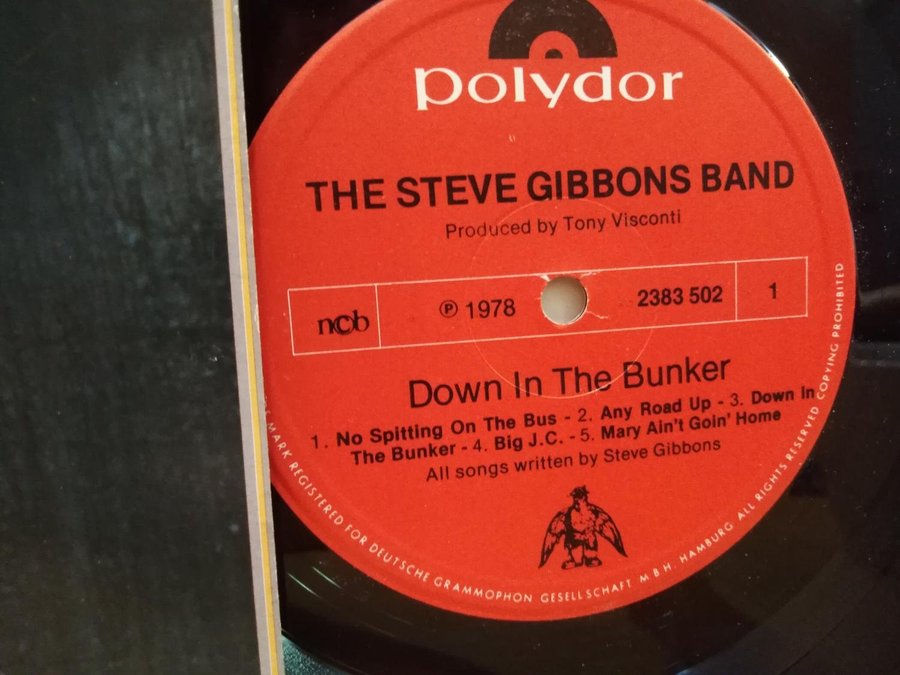 polydor
THE STEVE GIBBONS BAND
Produced by Tony Visconti
ncb
Ⓟ 1978
2383 502
1
Down In The Bunker
1. No Spitting On The Bus - 2. Any Road Up - 3. Down in
The Bunker - 4. Big J.C. - 5. Mary Ain't Goin' Home
All songs written by Steve Gibbons
MARK REGISTERED FOR DEUTSCHE GRAMMOPHON GESELLSCHAFT M B H. HAMBURG ALL RIGHTS RESERVED COPYING PROHIBITED